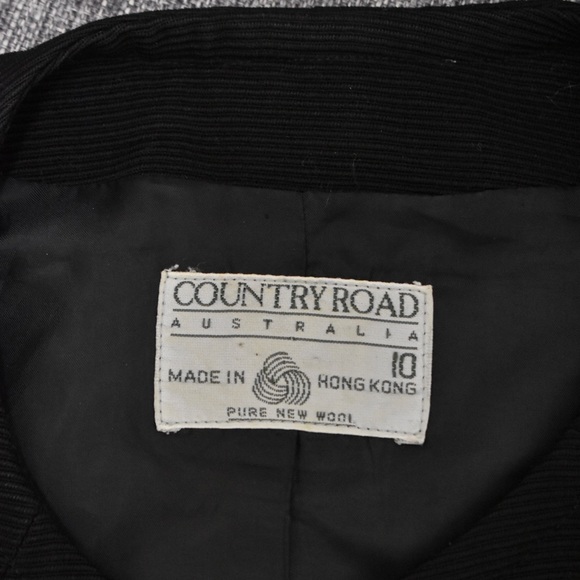 COUNTRY ROAD
AUSTRALIA
10
MADE IN HONG KONG
PURE NEW WOOL